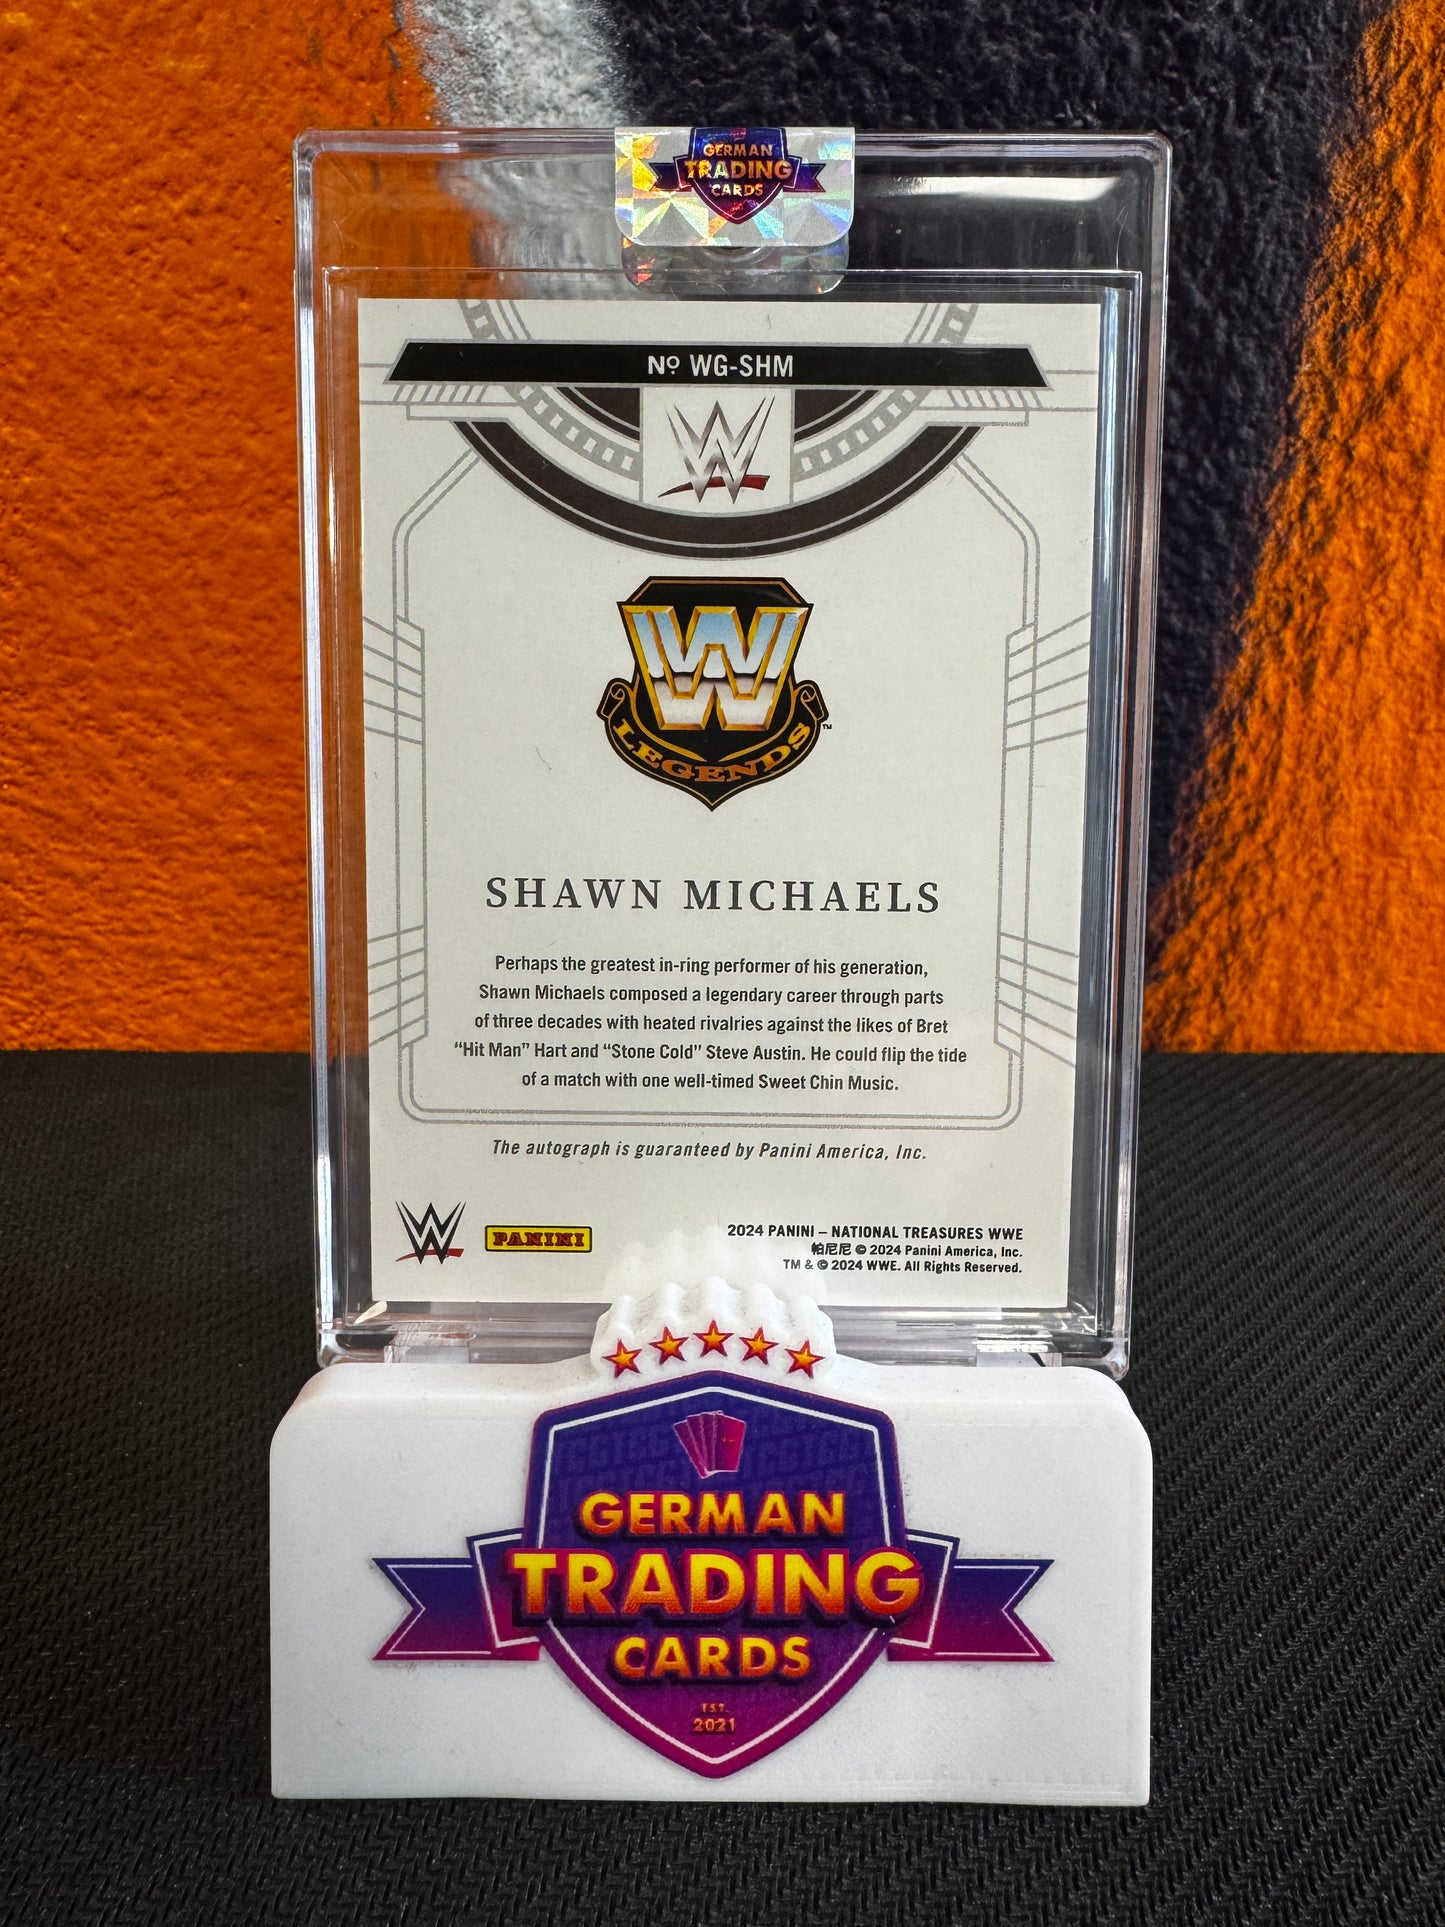 GERMAN
TRADING
CARDS
Nº WG-SHM
W
W
LEGENDS™
SHAWN MICHAELS
Perhaps the greatest in-ring performer of his generation,
Shawn Michaels composed a legendary career through parts
of three decades with heated rivalries against the likes of Bret
“Hit Man” Hart and “Stone Cold” Steve Austin. He could flip the tide
of a match with one well-timed Sweet Chin Music.
The autograph is guaranteed by Panini America, Inc.
W PANINI
2024 PANINI – NATIONAL TREASURES WWE
帕尼尼 © 2024 Panini America, Inc.
TM & © 2024 WWE. All Rights Reserved.
GERMAN
TRADING
CARDS
EST.
2021